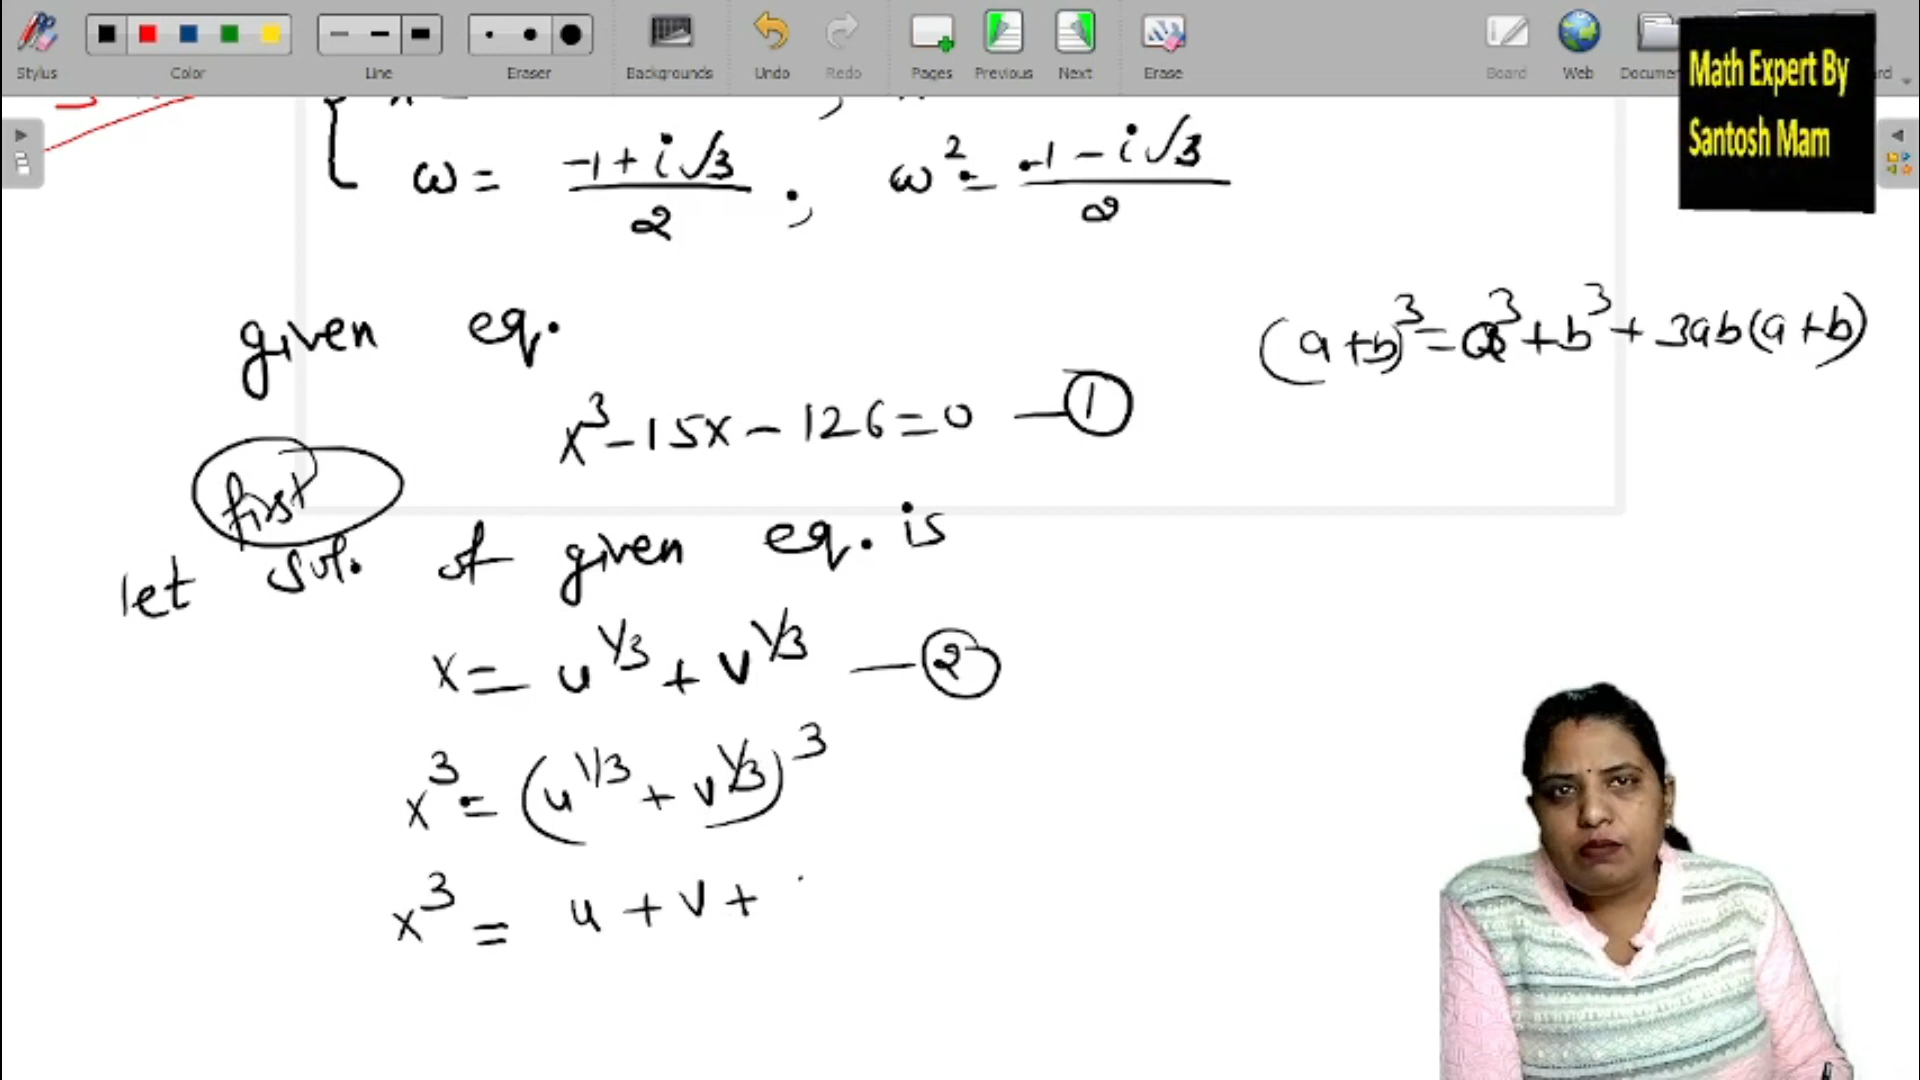 Stylus
Color
Line
Eraser
Backgrounds
Undo
Redo
Pages
Previous
Next
Erase
Board
Web
Math Expert By
Santosh Mam
ω = (-1+i√3)/2 ; ω² = (-1-i√3)/2
given eq.
(a+b)³ = a³+b³+3ab(a+b)
x³-15x-126=0 —①
first
let sol. of given eq. is
x = u^1/3 + v^1/3 —②
x³ = (u^1/3 + v^1/3)³
x³ = u + v +